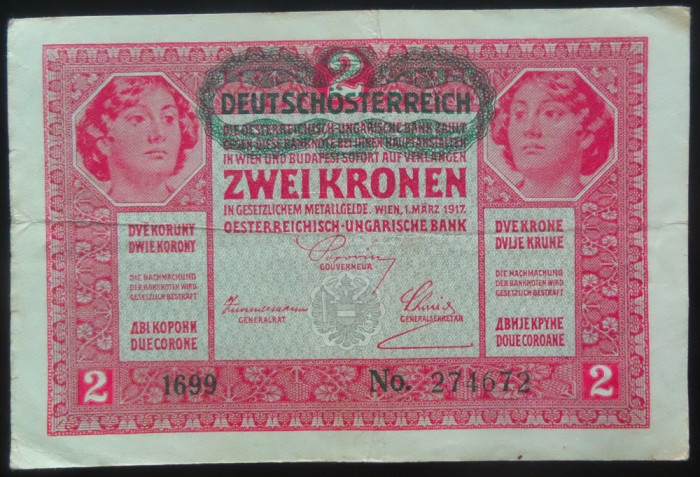 2
DEUTSCHÖSTERREICH
DIE OESTERREICHISCH-UNGARISCHE BANK ZAHLT
GEGEN DIESE BANKNOTE BEI IHREN HAUPTANSTALTEN
IN WIEN UND BUDAPEST SOFORT AUF VERLANGEN
ZWEI KRONEN
IN GESETZLICHEM METALLGELDE. WIEN, 1. MÄRZ 1917.
OESTERREICHISCH-UNGARISCHE BANK
DVĚ KORUNY
DWIE KORONY
DIE NACHMACHUNG
DER BANKNOTEN WIRD
GESETZLICH BESTRAFT
ДВІ КОРОНИ
DUE CORONE
GOUVERNEUR
GENERALRAT
GENERALSEKRETÄR
DVE KRONE
DVIJE KRUNE
DIE NACHMACHUNG
DER BANKNOTEN WIRD
GESETZLICH BESTRAFT
ДВИЈЕ КРУНЕ
DOUE COROANE
2
1699
No. 274672
2